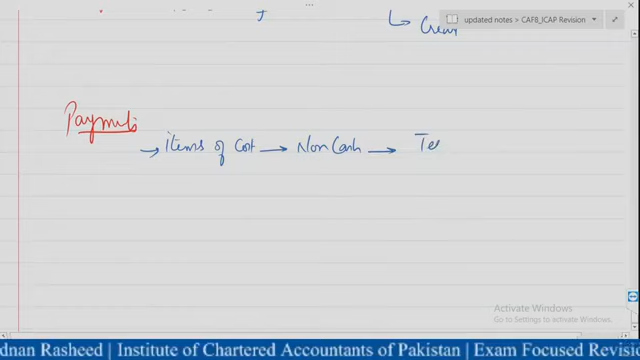 updated notes > CAF8_ICAP Revision
Payments
→ Items of Cost → Non Cash → Te
Activate Windows
Go to Settings to activate Windows.
dnan Rasheed | Institute of Chartered Accountants of Pakistan | Exam Focused Revisi